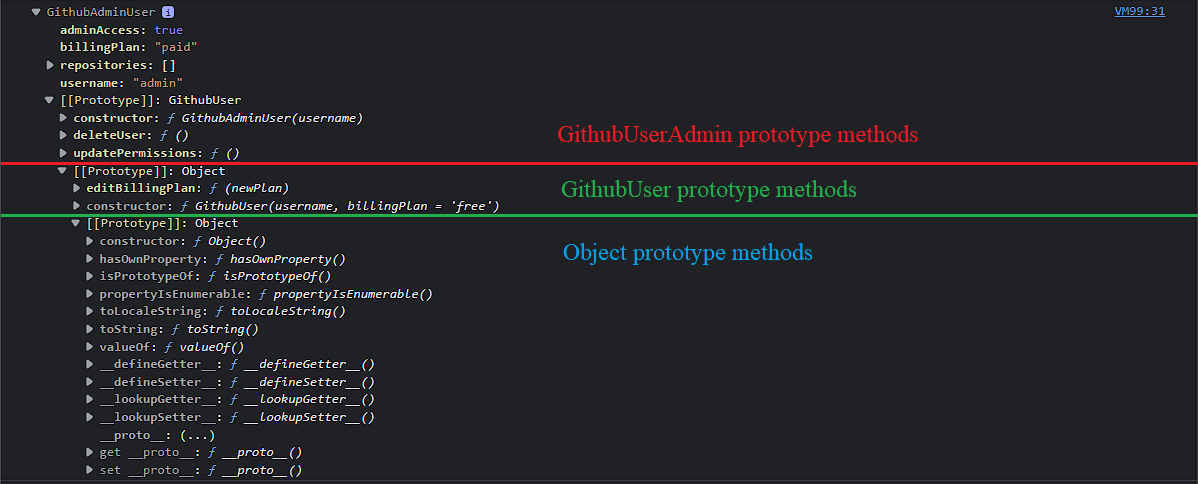 GithubAdminUser i VM99:31
adminAccess: true
billingPlan: "paid"
repositories: []
username: "admin"
[[Prototype]]: GithubUser
constructor: ƒ GithubAdminUser(username)
deleteUser: ƒ ()
GithubUserAdmin prototype methods
updatePermissions: ƒ ()
[[Prototype]]: Object
editBillingPlan: ƒ (newPlan)
GithubUser prototype methods
constructor: ƒ GithubUser(username, billingPlan = 'free')
[[Prototype]]: Object
constructor: ƒ Object()
Object prototype methods
hasOwnProperty: ƒ hasOwnProperty()
isPrototypeOf: ƒ isPrototypeOf()
propertyIsEnumerable: ƒ propertyIsEnumerable()
toLocaleString: ƒ toLocaleString()
toString: ƒ toString()
valueOf: ƒ valueOf()
__defineGetter__: ƒ __defineGetter__()
__defineSetter__: ƒ __defineSetter__()
__lookupGetter__: ƒ __lookupGetter__()
__lookupSetter__: ƒ __lookupSetter__()
__proto__: (...)
get __proto__: ƒ __proto__()
set __proto__: ƒ __proto__()